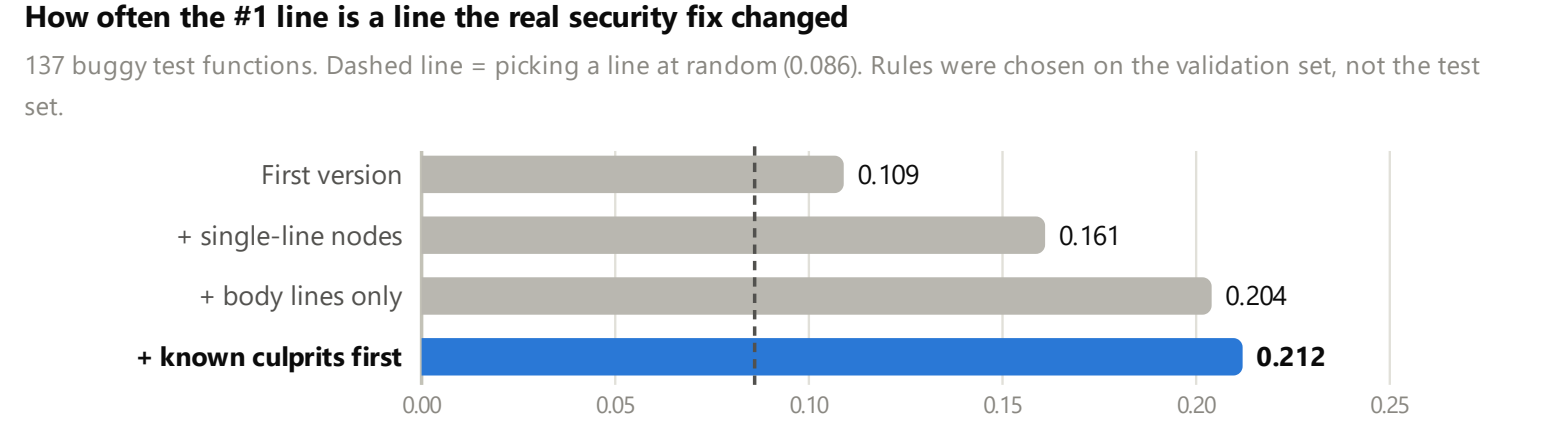 How often the #1 line is a line the real security fix changed
137 buggy test functions. Dashed line = picking a line at random (0.086). Rules were chosen on the validation set, not the test
set.
First version 0.109
+ single-line nodes 0.161
+ body lines only 0.204
+ known culprits first 0.212
0.00 0.05 0.10 0.15 0.20 0.25